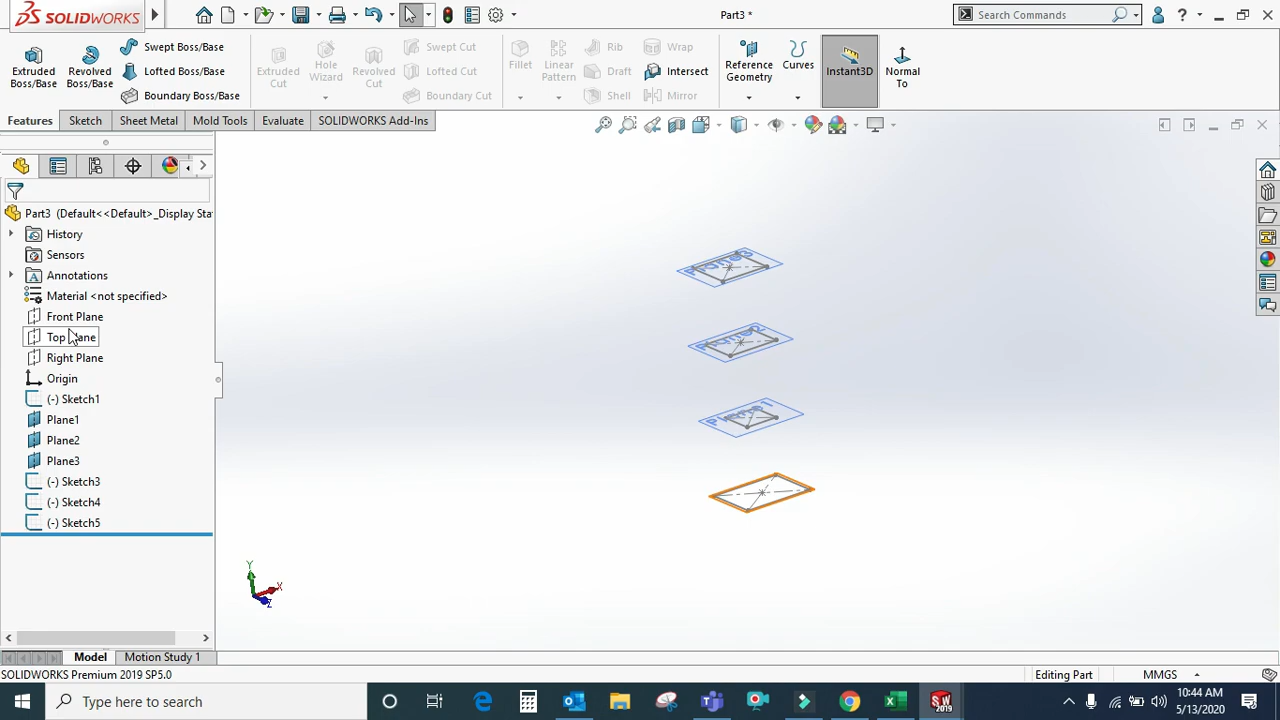 SOLIDWORKS
Part3 *
Search Commands
Extruded Boss/Base
Revolved Boss/Base
Swept Boss/Base
Lofted Boss/Base
Boundary Boss/Base
Extruded Cut
Hole Wizard
Revolved Cut
Swept Cut
Lofted Cut
Boundary Cut
Fillet
Linear Pattern
Rib
Draft
Shell
Wrap
Intersect
Mirror
Reference Geometry
Curves
Instant3D
Normal To
Features
Sketch
Sheet Metal
Mold Tools
Evaluate
SOLIDWORKS Add-Ins
Part3 (Default<<Default>_Display Sta
History
Sensors
Annotations
Material <not specified>
Front Plane
Top Plane
Right Plane
Origin
(-) Sketch1
Plane1
Plane2
Plane3
(-) Sketch3
(-) Sketch4
(-) Sketch5
Plane3
Plane2
Plane1
Y
X
Z
Model
Motion Study 1
SOLIDWORKS Premium 2019 SP5.0
Editing Part
MMGS
Type here to search
SW
2019
10:44 AM
5/13/2020